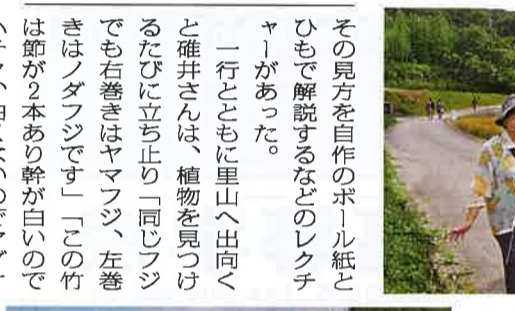 その見方を自作のボール紙と
ひもで解説するなどのレクチ
ャーがあった。
一行とともに里山へ出向く
と碓井さんは、植物を見つけ
るたびに立ち止り「同じフジ
でも右巻きはヤマフジ、左巻
きはノダフジです」「この竹
は節が2本あり幹が白いので